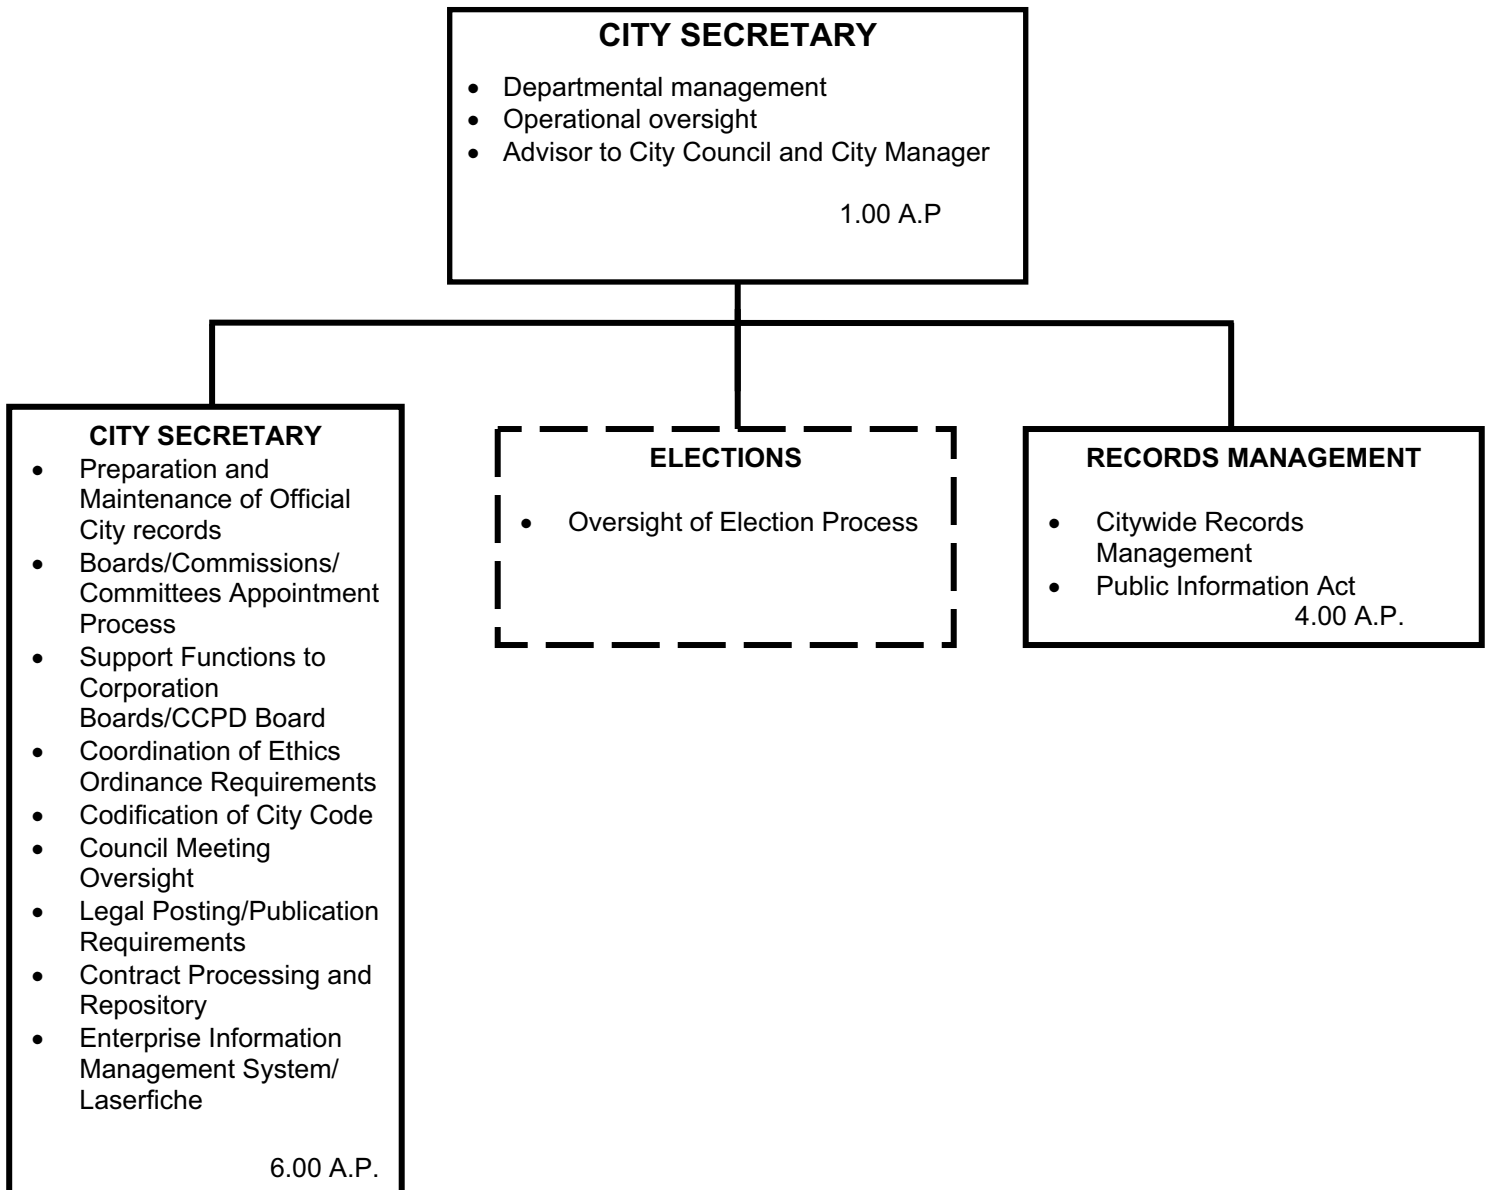 CITY SECRETARY
• Departmental management
• Operational oversight
• Advisor to City Council and City Manager
1.00 A.P
CITY SECRETARY
• Preparation and
Maintenance of Official
City records
• Boards/Commissions/
Committees Appointment
Process
• Support Functions to
Corporation
Boards/CCPD Board
• Coordination of Ethics
Ordinance Requirements
• Codification of City Code
• Council Meeting
Oversight
• Legal Posting/Publication
Requirements
• Contract Processing and
Repository
• Enterprise Information
Management System/
Laserfiche
6.00 A.P.
ELECTIONS
• Oversight of Election Process
RECORDS MANAGEMENT
• Citywide Records
Management
• Public Information Act
4.00 A.P.